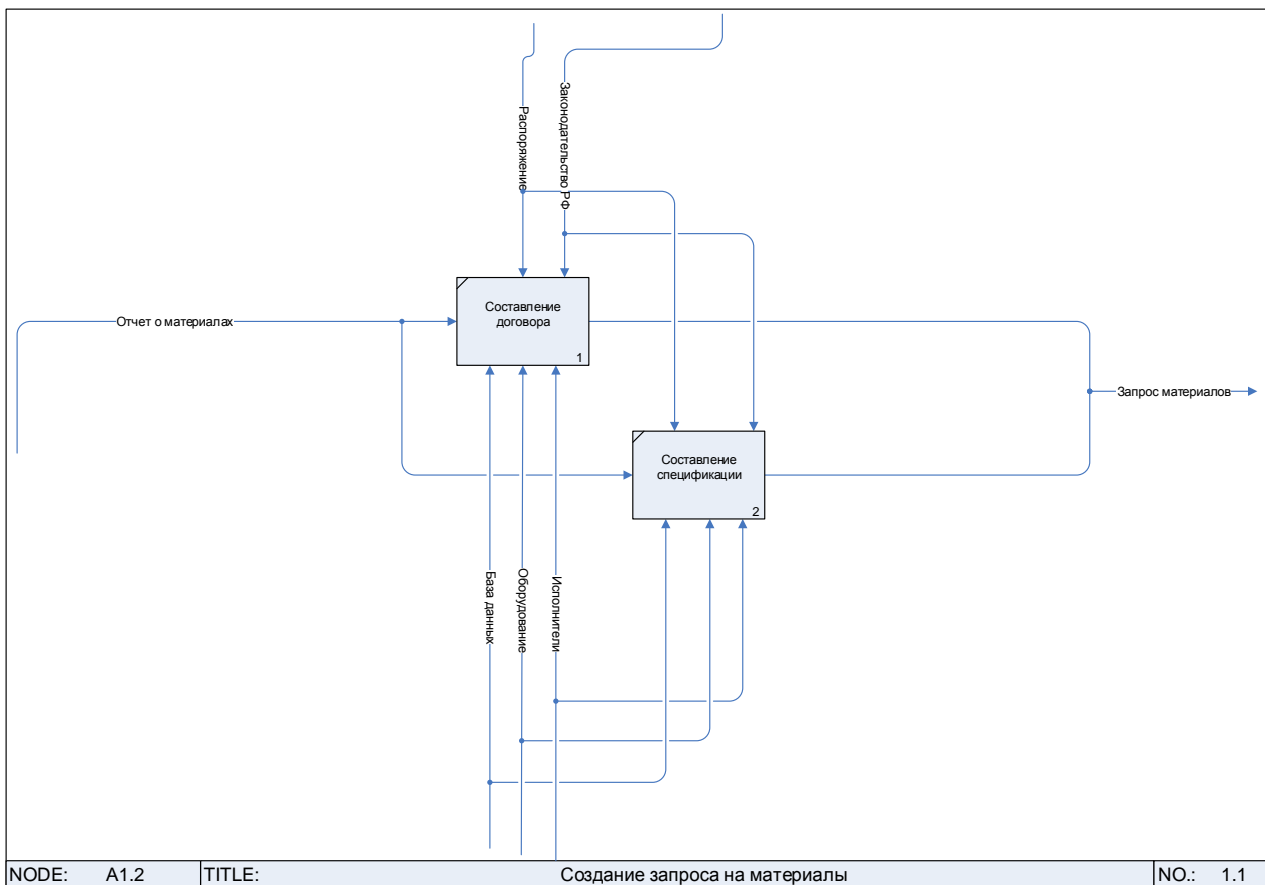 Распоряжение
Законодательство РФ
Составление
договора
1
Отчет о материалах
Запрос материалов
Составление
спецификации
2
База данных
Оборудование
Исполнители
NODE: A1.2 TITLE: Создание запроса на материалы NO.: 1.1